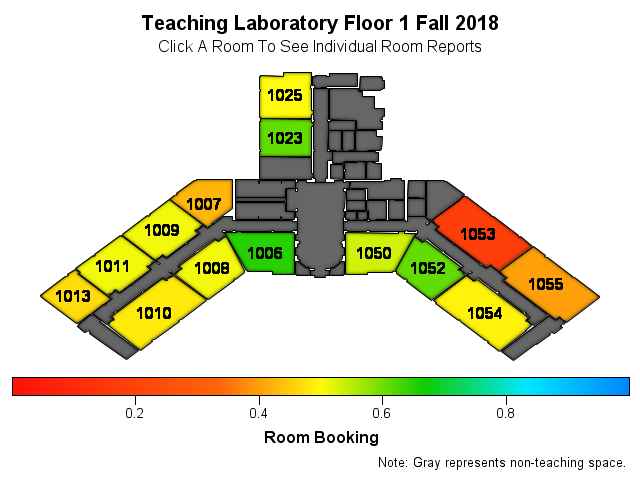 Teaching Laboratory Floor 1 Fall 2018
Click A Room To See Individual Room Reports
1025
1023
1007
1009
1053
1006
1050
1011
1008
1052
1055
1013
1010
1054
0.2 0.4 0.6 0.8
Room Booking
Note: Gray represents non-teaching space.